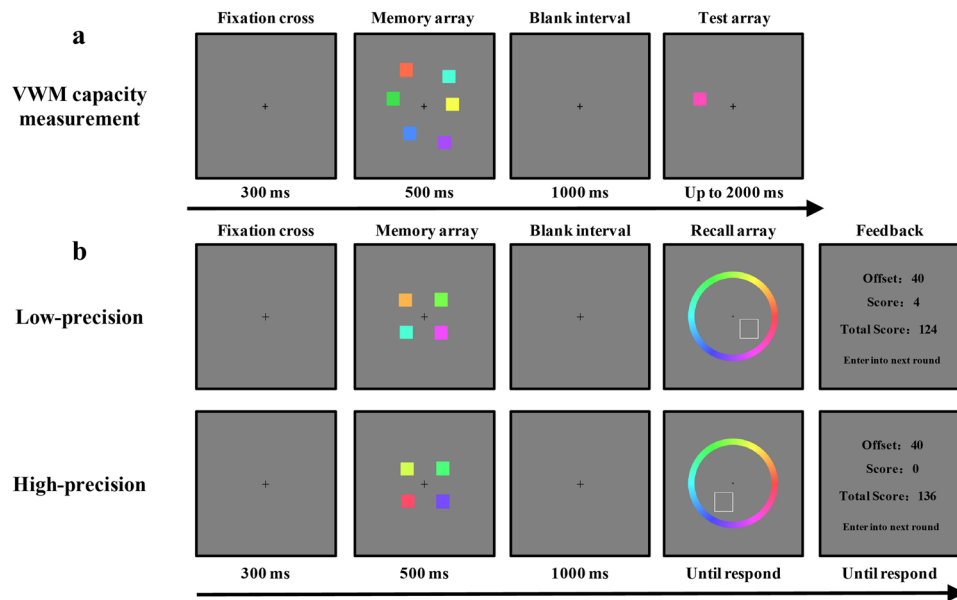 Fixation cross Memory array Blank interval Test array
a
VWM capacity
measurement
300 ms 500 ms 1000 ms Up to 2000 ms
Fixation cross Memory array Blank interval Recall array Feedback
b
Low-precision
Offset：40
Score：4
Total Score：124
Enter into next round
High-precision
Offset：40
Score：0
Total Score：136
Enter into next round
300 ms 500 ms 1000 ms Until respond Until respond